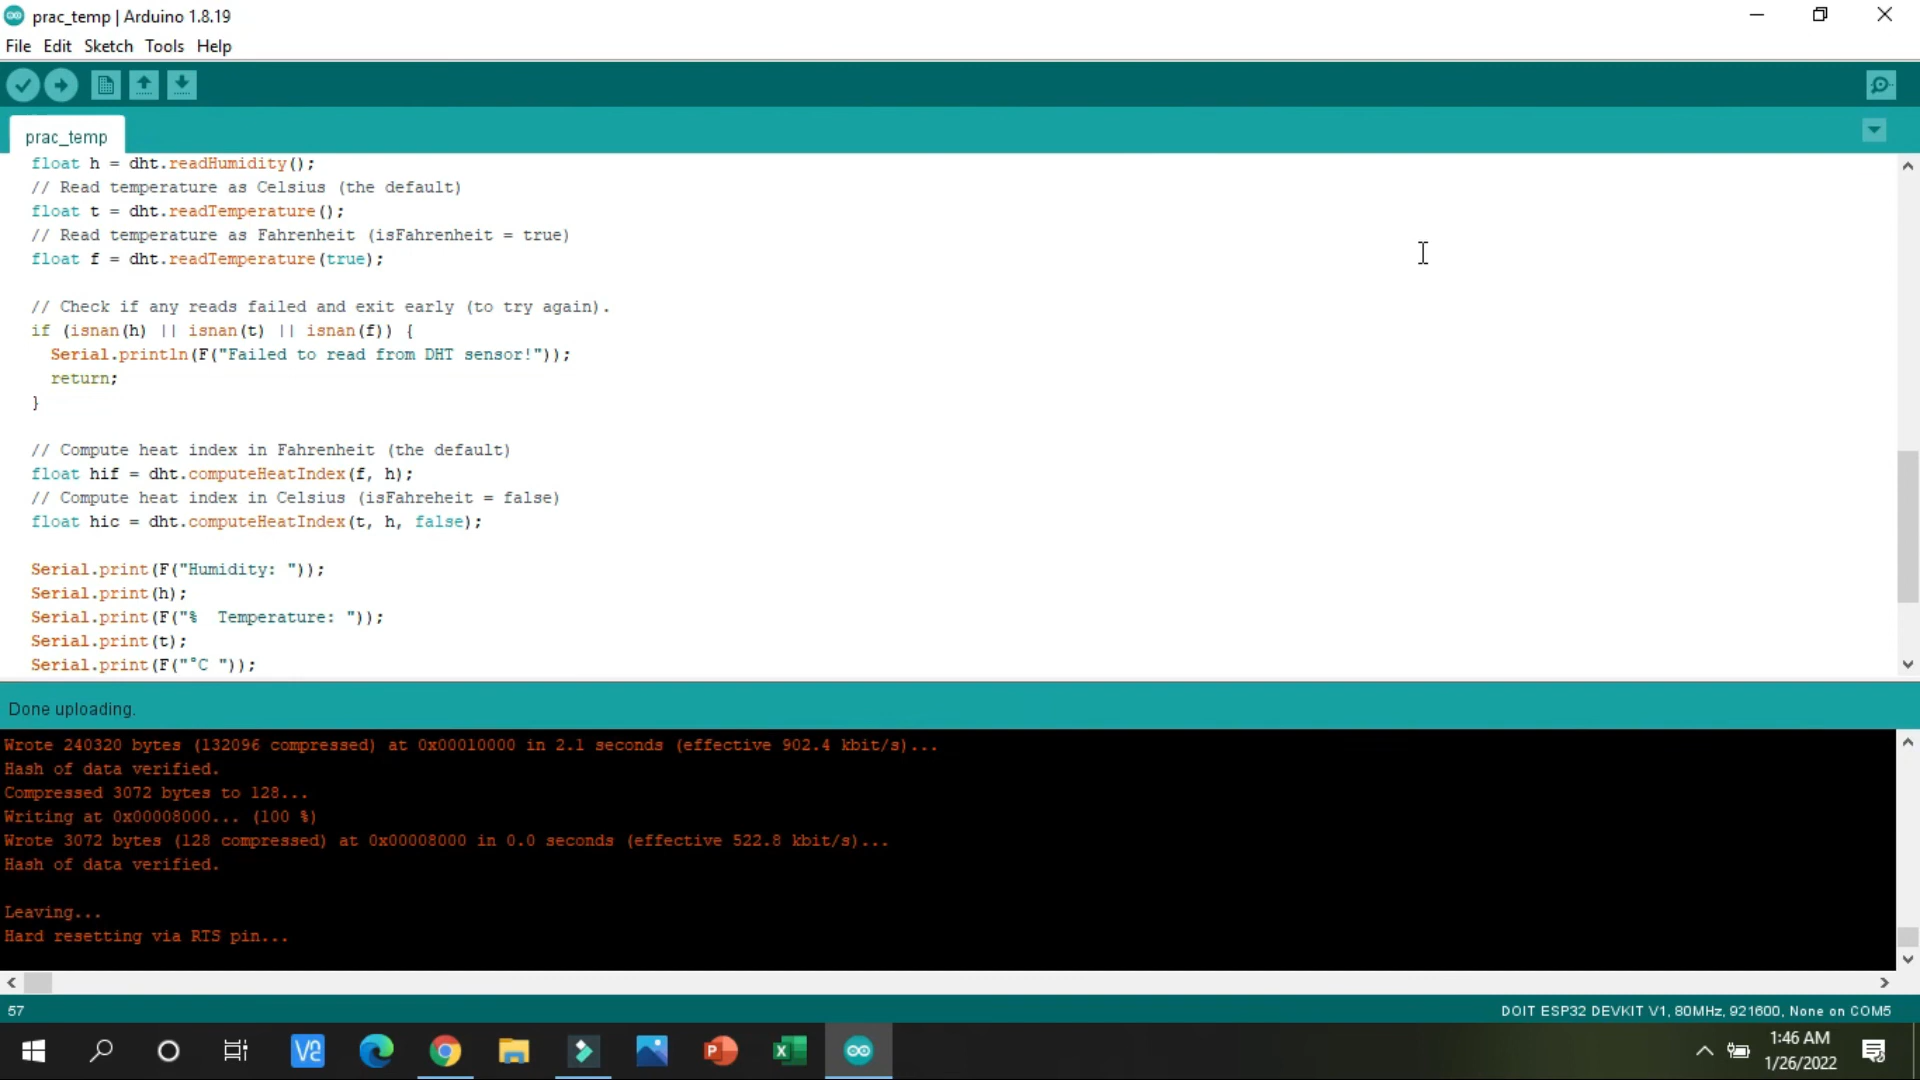 prac_temp | Arduino 1.8.19
File Edit Sketch Tools Help
prac_temp
float h = dht.readHumidity();
// Read temperature as Celsius (the default)
float t = dht.readTemperature();
// Read temperature as Fahrenheit (isFahrenheit = true)
float f = dht.readTemperature(true);
// Check if any reads failed and exit early (to try again).
if (isnan(h) || isnan(t) || isnan(f)) {
Serial.println(F("Failed to read from DHT sensor!"));
return;
}
// Compute heat index in Fahrenheit (the default)
float hif = dht.computeHeatIndex(f, h);
// Compute heat index in Celsius (isFahreheit = false)
float hic = dht.computeHeatIndex(t, h, false);
Serial.print(F("Humidity: "));
Serial.print(h);
Serial.print(F("%  Temperature: "));
Serial.print(t);
Serial.print(F("°C "));
Done uploading.
Wrote 240320 bytes (132096 compressed) at 0x00010000 in 2.1 seconds (effective 902.4 kbit/s)...
Hash of data verified.
Compressed 3072 bytes to 128...
Writing at 0x00008000... (100 %)
Wrote 3072 bytes (128 compressed) at 0x00008000 in 0.0 seconds (effective 522.8 kbit/s)...
Hash of data verified.
Leaving...
Hard resetting via RTS pin...
57
DOIT ESP32 DEVKIT V1, 80MHz, 921600, None on COM5
1:46 AM
1/26/2022